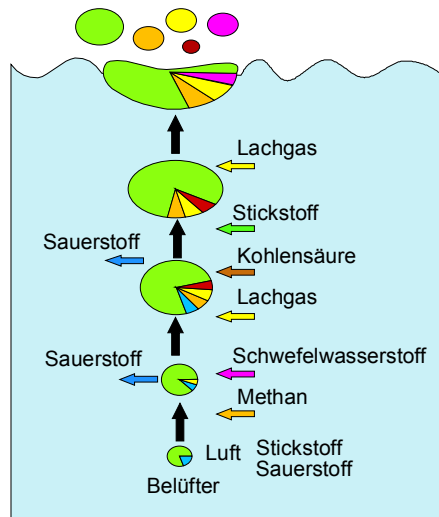 Lachgas
Stickstoff
Sauerstoff
Kohlensäure
Lachgas
Sauerstoff
Schwefelwasserstoff
Methan
Luft
Stickstoff
Sauerstoff
Belüfter